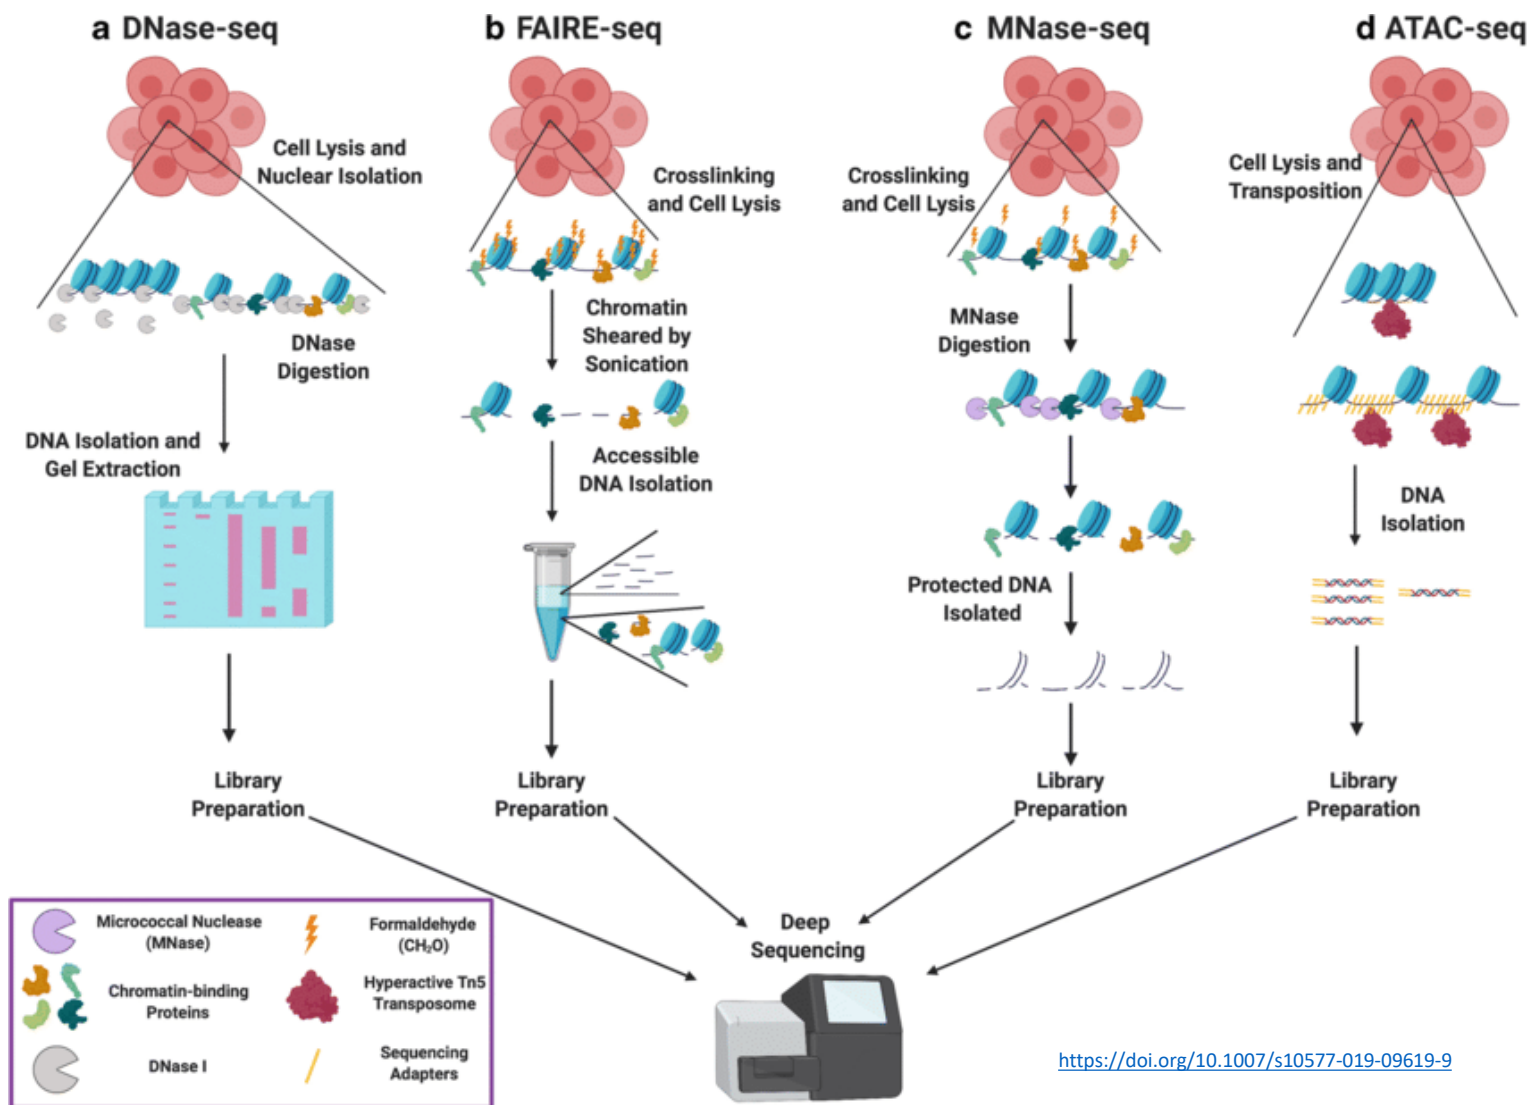 a DNase-seq
Cell Lysis and
Nuclear Isolation
DNase
Digestion
DNA Isolation and
Gel Extraction
Library
Preparation
b FAIRE-seq
Crosslinking
and Cell Lysis
Chromatin
Sheared by
Sonication
Accessible
DNA Isolation
Library
Preparation
c MNase-seq
Crosslinking
and Cell Lysis
MNase
Digestion
Protected DNA
Isolated
Library
Preparation
d ATAC-seq
Cell Lysis and
Transposition
DNA
Isolation
Library
Preparation
Deep
Sequencing
Micrococcal Nuclease
(MNase)
Formaldehyde
(CH₂O)
Chromatin-binding
Proteins
Hyperactive Tn5
Transposome
DNase I
Sequencing
Adapters
https://doi.org/10.1007/s10577-019-09619-9